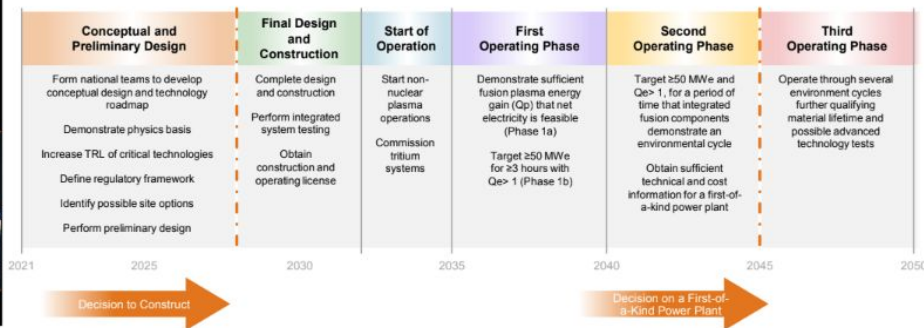 Conceptual and
Preliminary Design
Form national teams to develop
conceptual design and technology
roadmap
Demonstrate physics basis
Increase TRL of critical technologies
Define regulatory framework
Identify possible site options
Perform preliminary design
Final Design
and
Construction
Complete design
and construction
Perform integrated
system testing
Obtain
construction and
operating license
Start of
Operation
Start non-
nuclear
plasma
operations
Commission
tritium
systems
First
Operating Phase
Demonstrate sufficient
fusion plasma energy
gain (Qp) that net
electricity is feasible
(Phase 1a)
Target ≥50 MWe
for ≥3 hours with
Qe> 1 (Phase 1b)
Second
Operating Phase
Target ≥50 MWe and
Qe> 1, for a period of
time that integrated
fusion components
demonstrate an
environmental cycle
Obtain sufficient
technical and cost
information for a first-of-
a-kind power plant
Third
Operating Phase
Operate through several
environment cycles
further qualifying
material lifetime and
possible advanced
technology tests
2021 2025 2030 2035 2040 2045 2050
Decision to Construct
Decision on a First-of-
a-Kind Power Plant